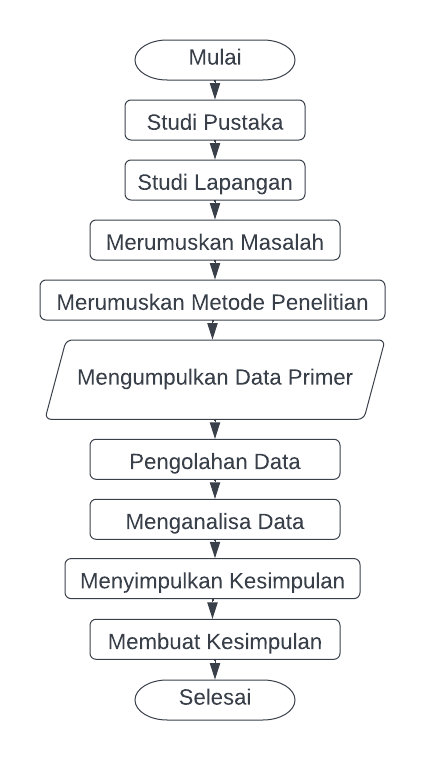 Mulai
Studi Pustaka
Studi Lapangan
Merumuskan Masalah
Merumuskan Metode Penelitian
Mengumpulkan Data Primer
Pengolahan Data
Menganalisa Data
Menyimpulkan Kesimpulan
Membuat Kesimpulan
Selesai